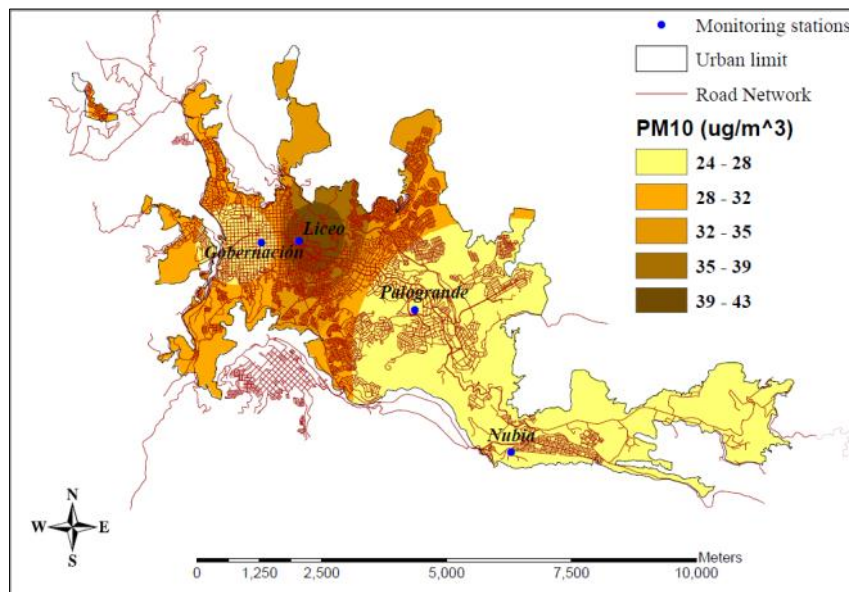 Monitoring stations
Urban limit
Road Network
PM10 (ug/m^3)
24 - 28
28 - 32
32 - 35
35 - 39
39 - 43
Liceo
Gobernación
Palogrande
Nubia
N
W E
S
Meters
0 1,250 2,500 5,000 7,500 10,000